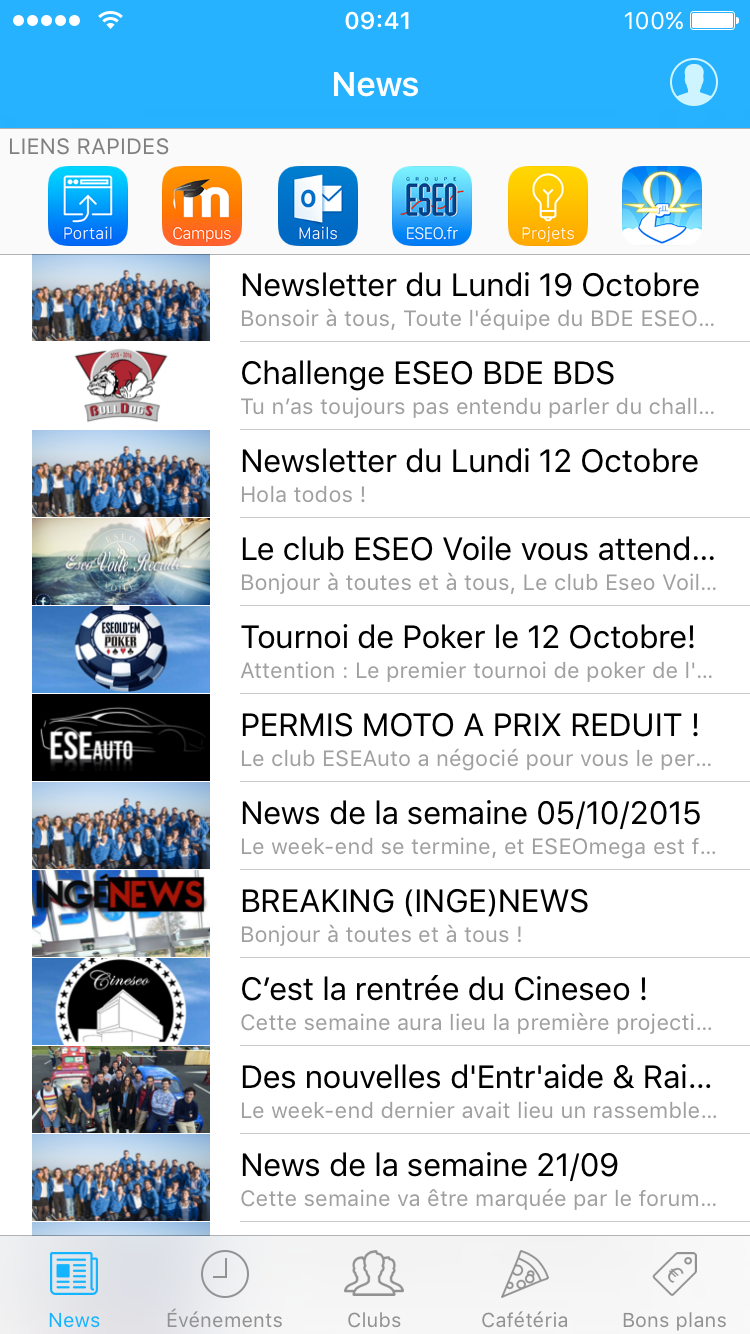 09:41
100%
News
LIENS RAPIDES
Portail
m
Campus
O
Mails
GROUPE
ESEO
ESEO.fr
Projets
Newsletter du Lundi 19 Octobre
Bonsoir à tous, Toute l'équipe du BDE ESEO...
2015 - 2016
BULLDOGS
Challenge ESEO BDE BDS
Tu n’as toujours pas entendu parler du chall...
Newsletter du Lundi 12 Octobre
Hola todos !
ESEO
Eseo Voile Recrute
VOILE
Le club ESEO Voile vous attend...
Bonjour à toutes et à tous, Le club Eseo Voil...
ESEOLD'EM
POKER
Tournoi de Poker le 12 Octobre!
Attention : Le premier tournoi de poker de l'...
ESEAUTO
PERMIS MOTO A PRIX REDUIT !
Le club ESEAuto a négocié pour vous le per...
News de la semaine 05/10/2015
Le week-end se termine, et ESEOmega est f...
INGÉNEWS
BREAKING (INGE)NEWS
Bonjour à toutes et à tous !
Cineseo
C’est la rentrée du Cineseo !
Cette semaine aura lieu la première projecti...
Des nouvelles d'Entr'aide & Rai...
Le week-end dernier avait lieu un rassemble...
News de la semaine 21/09
Cette semaine va être marquée par le forum...
News
Événements
Clubs
Cafétéria
Bons plans